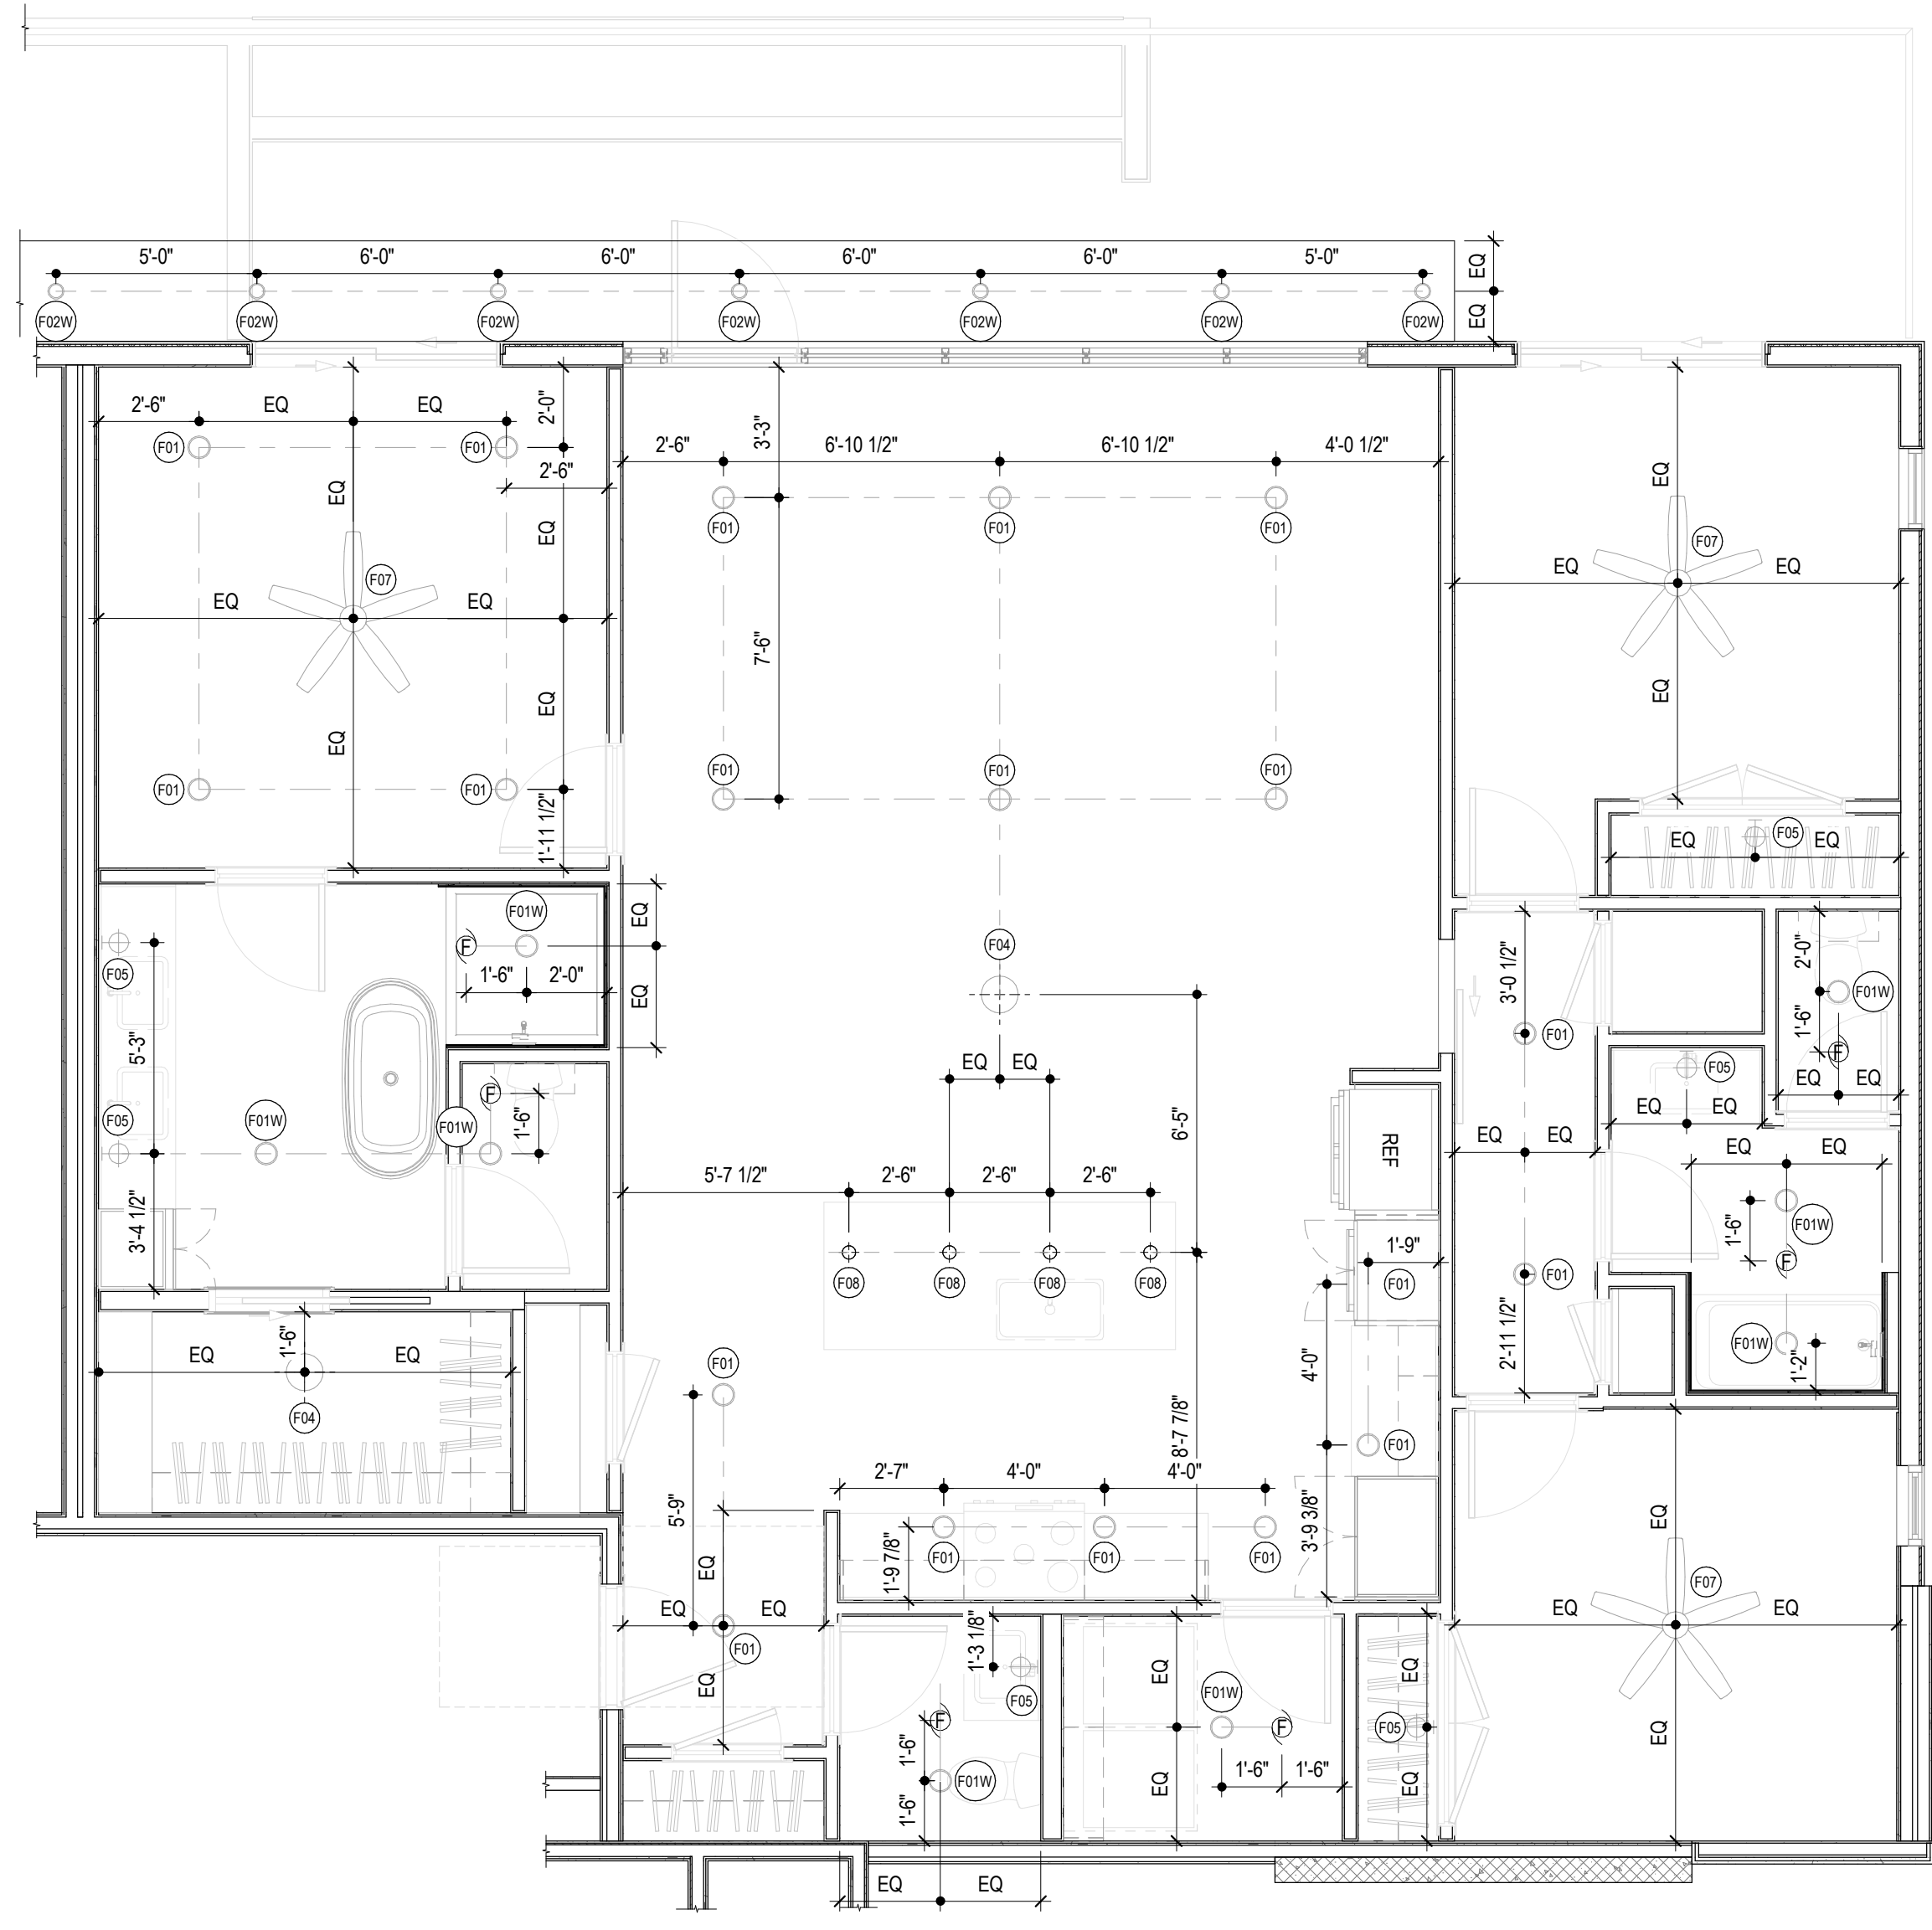 5'-0" 6'-0" 6'-0" 6'-0" 6'-0" 5'-0" EQ
EQ
F02W F02W F02W F02W F02W F02W F02W
2'-6" EQ EQ 2'-0"
F01 F01 2'-6" 3'-3" 6'-10 1/2" 6'-10 1/2" 4'-0 1/2"
2'-6" EQ EQ
EQ EQ F01 F01 F01
F07 F07
EQ EQ EQ EQ
7'-6"
EQ EQ EQ
F01 F01 F01 F01 F01
1'-11 1/2"
F05
EQ EQ
F01W EQ
F F04
F05 1'-6" 2'-0" EQ
3'-0 1/2" 2'-0" F01W
5'-3" F01 1'-6" F
EQ EQ F05 EQ EQ
F
F05 F01W F01W 1'-6" 6'-5" REF EQ EQ EQ EQ
EQ EQ
5'-7 1/2" 2'-6" 2'-6" 2'-6"
3'-4 1/2" 1'-9" 1'-6" F01W
F
F08 F08 F08 F08 F01 F01
1'-6"
EQ EQ F01 4'-0" 2'-11 1/2" F01W 1'-2"
F04
8'-7 7/8" F01
2'-7" 4'-0" 4'-0"
5'-9" 3'-9 3/8" EQ
EQ 1'-9 7/8" F01 F01 F01
F07
EQ EQ EQ EQ
F01 1'-3 1/8"
EQ EQ EQ
F05 F01W
F F F05 EQ
1'-6" 1'-6" 1'-6"
F01W EQ EQ
1'-6"
EQ EQ